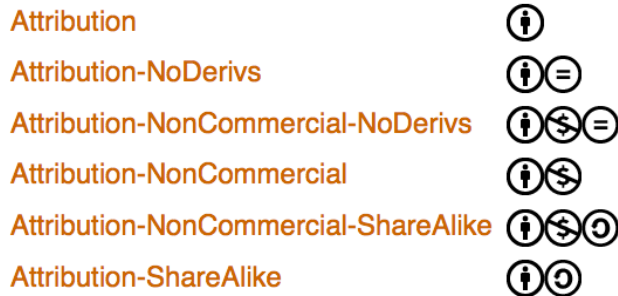 Attribution
Attribution-NoDerivs
Attribution-NonCommercial-NoDerivs
Attribution-NonCommercial
Attribution-NonCommercial-ShareAlike
Attribution-ShareAlike